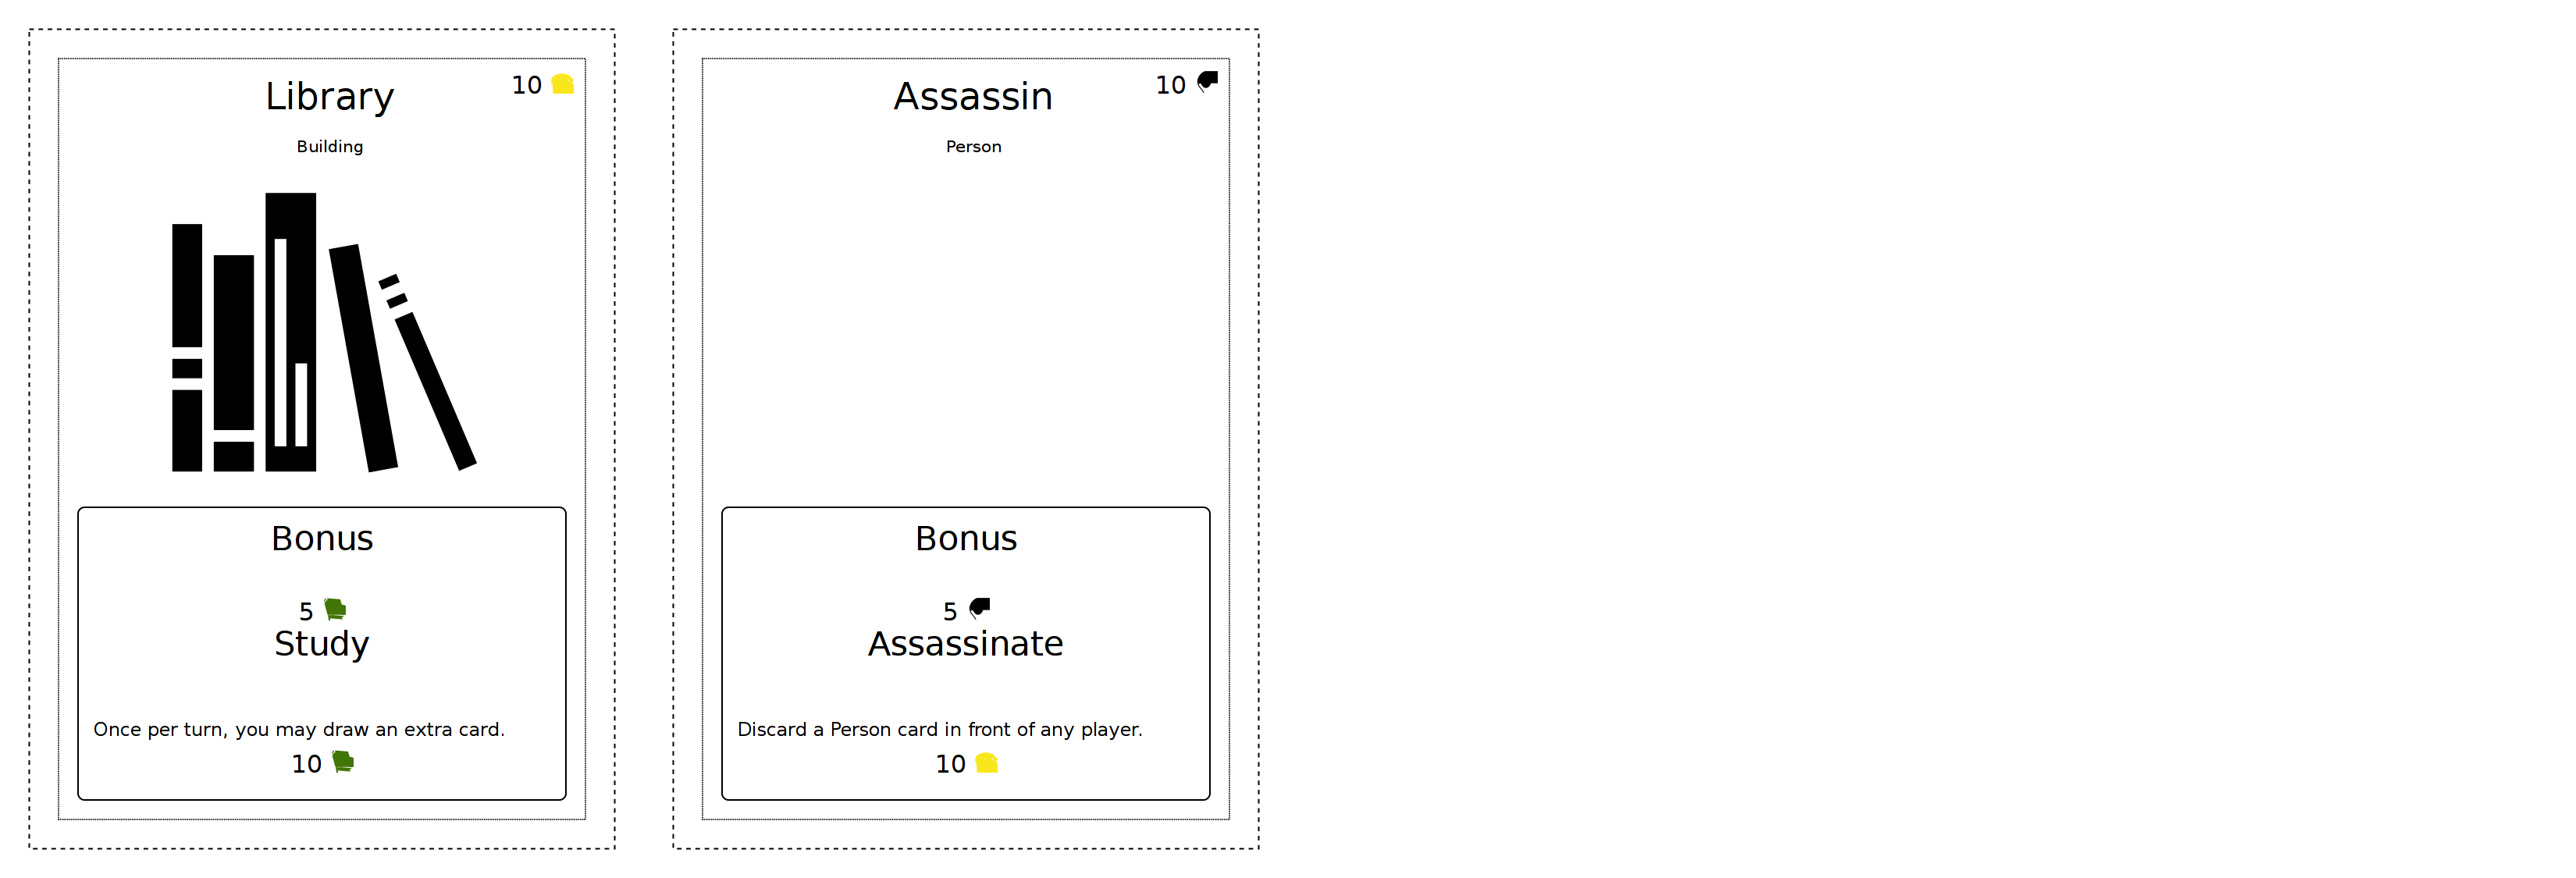 Library
10
Building
Bonus
5
Study
Once per turn, you may draw an extra card.
10
Assassin
10
Person
Bonus
5
Assassinate
Discard a Person card in front of any player.
10